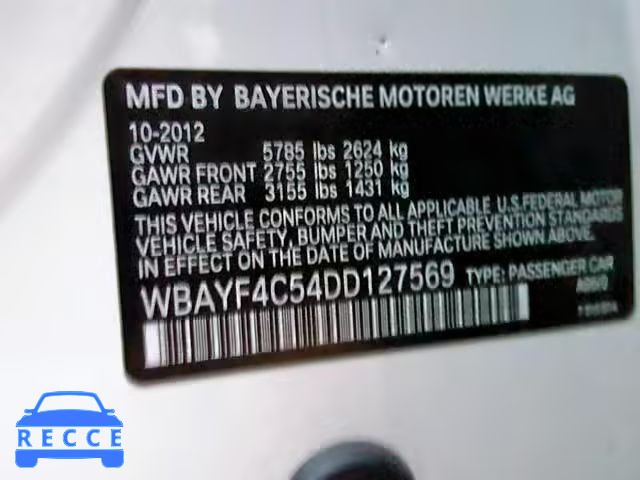 MFD BY BAYERISCHE MOTOREN WERKE AG
10-2012
GVWR 5785 lbs 2624 kg
GAWR FRONT 2755 lbs 1250 kg
GAWR REAR 3155 lbs 1431 kg
THIS VEHICLE CONFORMS TO ALL APPLICABLE U.S.FEDERAL MOTOR
VEHICLE SAFETY, BUMPER AND THEFT PREVENTION STANDARDS
IN EFFECT ON THE DATE OF MANUFACTURE SHOWN ABOVE.
WBAYF4C54DD127569 TYPE: PASSENGER CAR
RECCE